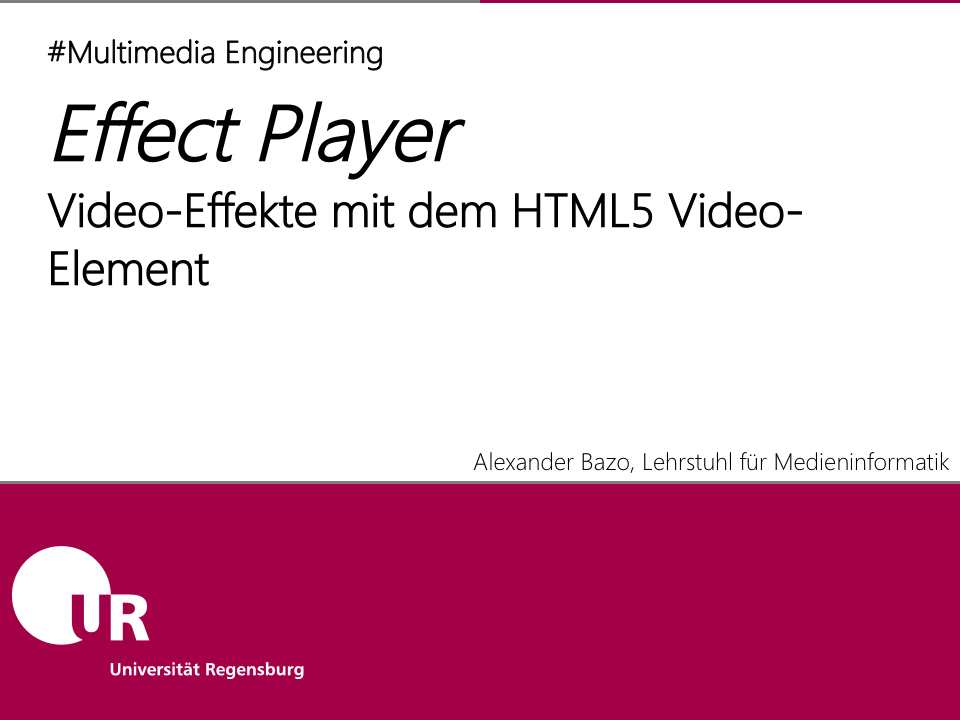 #Multimedia Engineering
Effect Player
Video-Effekte mit dem HTML5 Video-
Element
Alexander Bazo, Lehrstuhl für Medieninformatik
UR
Universität Regensburg